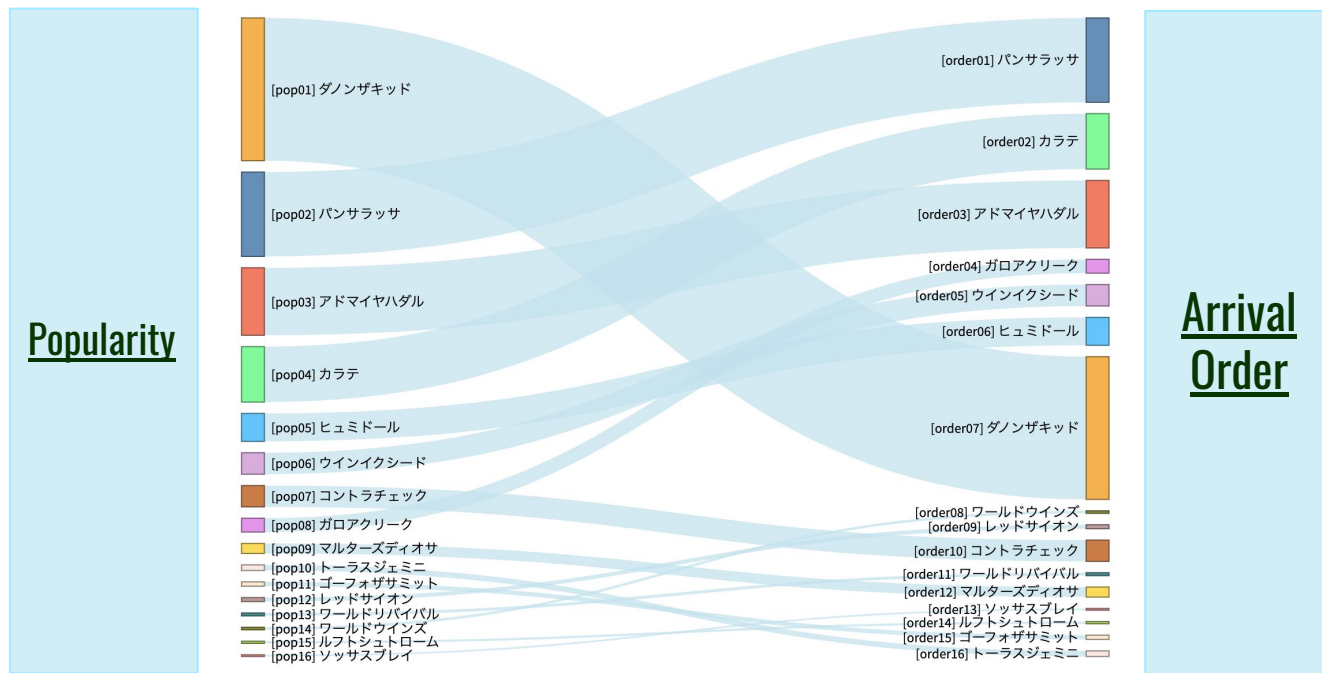 Popularity
[pop01] ダノンザキッド
[pop02] パンサラッサ
[pop03] アドマイヤハダル
[pop04] カラテ
[pop05] ヒュミドール
[pop06] ウインイクシード
[pop07] コントラチェック
[pop08] ガロアクリーク
[pop09] マルターズディオサ
[pop10] トーラスジェミニ
[pop11] ゴーフォザサミット
[pop12] レッドサイオン
[pop13] ワールドリバイバル
[pop14] ワールドウインズ
[pop15] ルフトシュトローム
[pop16] ソッサスブレイ
[order01] パンサラッサ
[order02] カラテ
[order03] アドマイヤハダル
[order04] ガロアクリーク
[order05] ウインイクシード
[order06] ヒュミドール
[order07] ダノンザキッド
[order08] ワールドウインズ
[order09] レッドサイオン
[order10] コントラチェック
[order11] ワールドリバイバル
[order12] マルターズディオサ
[order13] ソッサスブレイ
[order14] ルフトシュトローム
[order15] ゴーフォザサミット
[order16] トーラスジェミニ
Arrival
Order